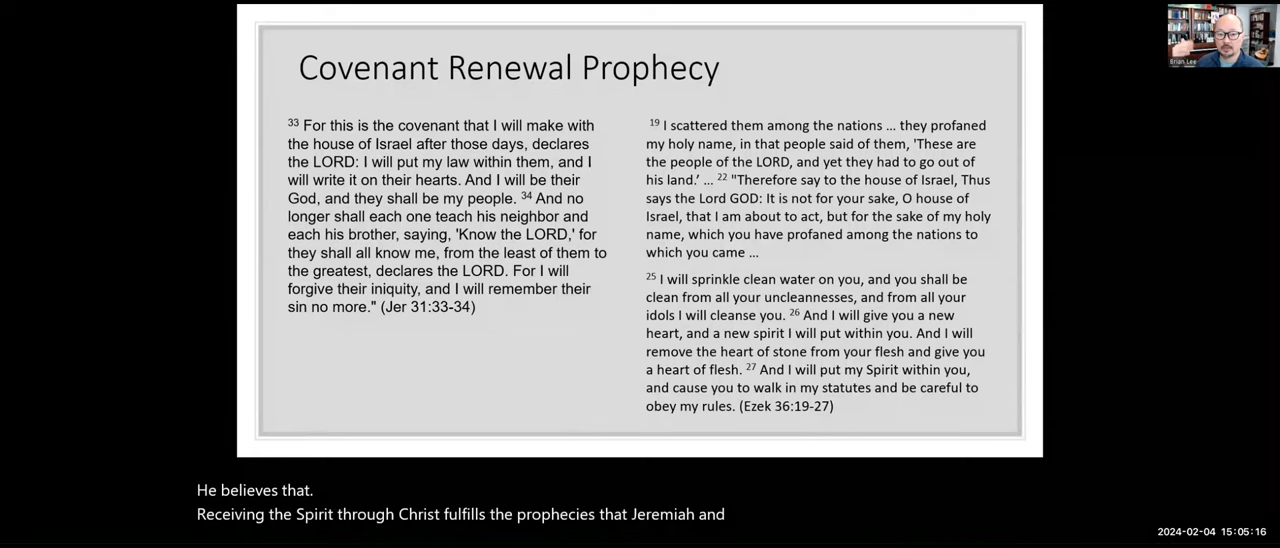 Covenant Renewal Prophecy
33 For this is the covenant that I will make with
the house of Israel after those days, declares
the LORD: I will put my law within them, and I
will write it on their hearts. And I will be their
God, and they shall be my people. 34 And no
longer shall each one teach his neighbor and
each his brother, saying, 'Know the LORD,' for
they shall all know me, from the least of them to
the greatest, declares the LORD. For I will
forgive their iniquity, and I will remember their
sin no more." (Jer 31:33-34)
19 I scattered them among the nations ... they profaned
my holy name, in that people said of them, 'These are
the people of the LORD, and yet they had to go out of
his land.' ... 22 "Therefore say to the house of Israel, Thus
says the Lord GOD: It is not for your sake, O house of
Israel, that I am about to act, but for the sake of my holy
name, which you have profaned among the nations to
which you came ...
25 I will sprinkle clean water on you, and you shall be
clean from all your uncleannesses, and from all your
idols I will cleanse you. 26 And I will give you a new
heart, and a new spirit I will put within you. And I will
remove the heart of stone from your flesh and give you
a heart of flesh. 27 And I will put my Spirit within you,
and cause you to walk in my statutes and be careful to
obey my rules. (Ezek 36:19-27)
Erian Lee
He believes that.
Receiving the Spirit through Christ fulfills the prophecies that Jeremiah and
2024-02-04 15:05:16